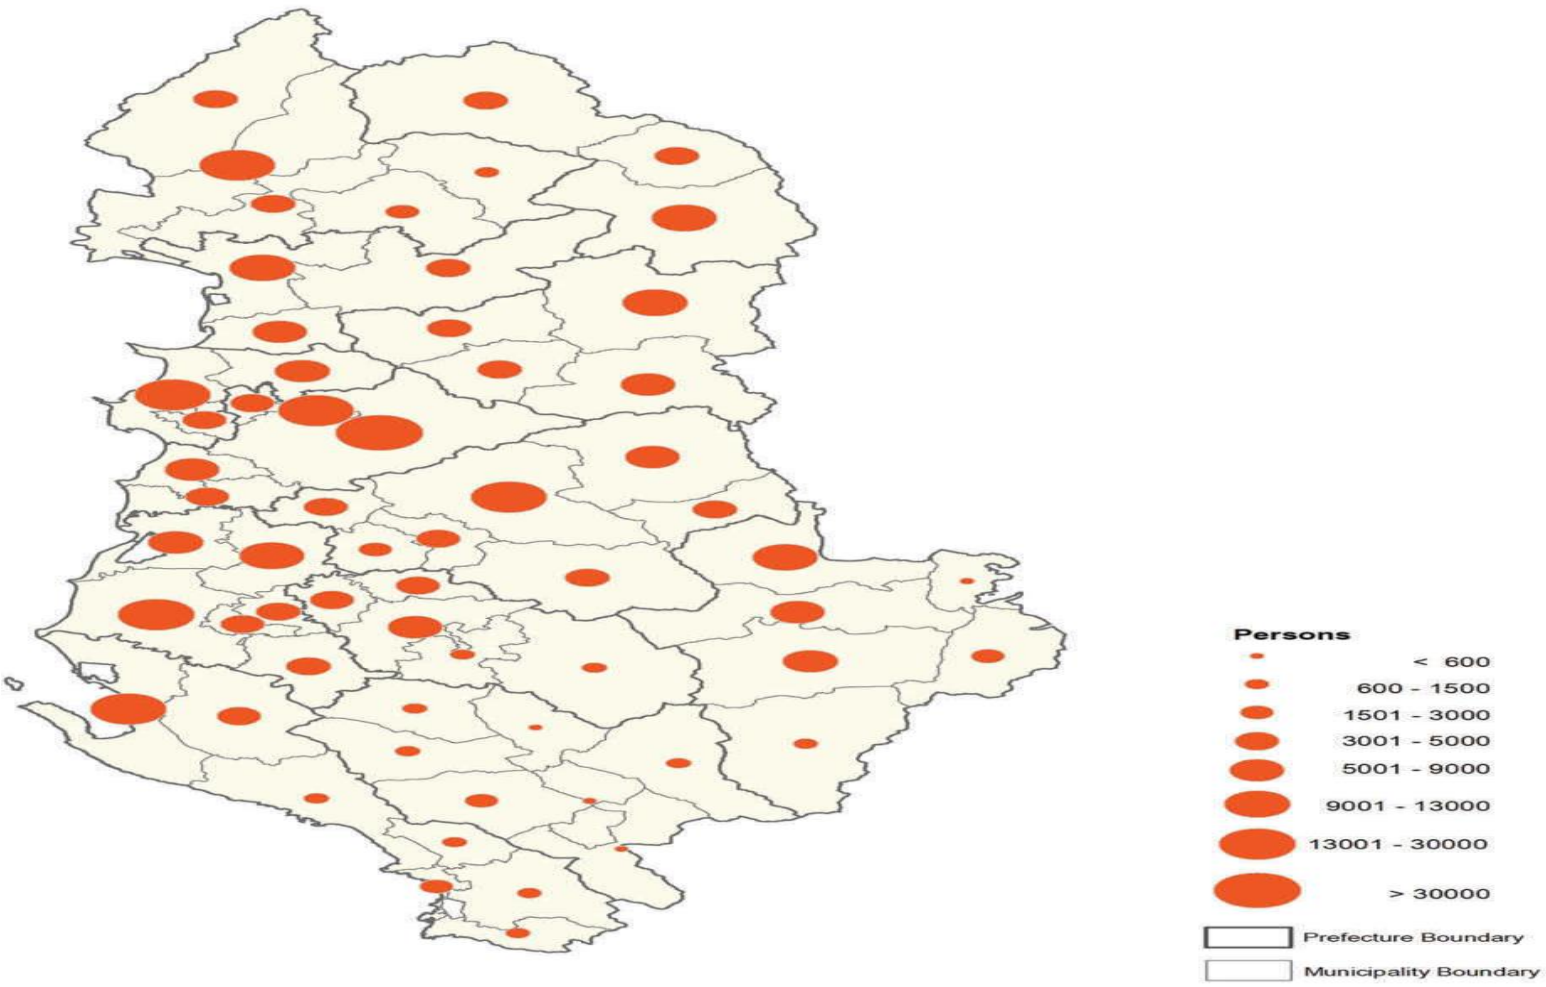 Persons
< 600
600 - 1500
1501 - 3000
3001 - 5000
5001 - 9000
9001 - 13000
13001 - 30000
> 30000
Prefecture Boundary
Municipality Boundary